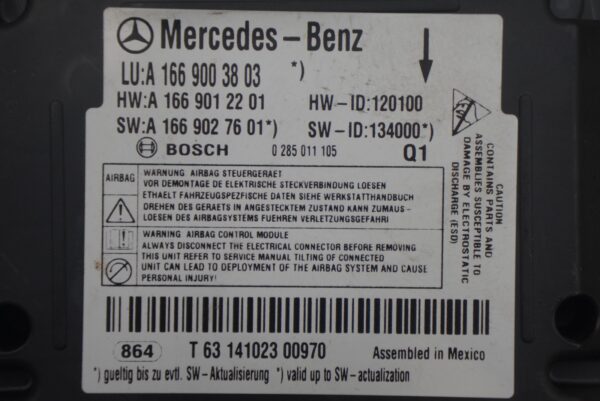 Mercedes-Benz
LU:A 166 900 38 03 *)
HW:A 166 901 22 01 HW-ID:120100
SW:A 166 902 76 01*) SW-ID:134000*)
BOSCH 0 285 011 105 Q1
CAUTION
CONTAINS PARTS AND
ASSEMBLIES SUSCEPTIBLE TO
DAMAGE BY ELECTROSTATIC
DISCHARGE (ESD)
AIRBAG
WARNUNG AIRBAG STEUERGERAET
VOR DEMONTAGE DE ELEKTRISCHE STECKVERBINDUNG LOESEN
ETHAELT FAHRZEUGSPEZIFISCHE DATEN SIEHE WERKSTATTHANDBUCH
DREHEN DES GERAETS IN ANGESTECKTEM ZUSTAND KANN ZUMAUS-
LOESEN DES AIRBAGSYSTEMS FUEHREN VERLETZUNGSGEFAHRI
WARNING AIRBAG CONTROL MODULE
ALWAYS DISCONNECT THE ELECTRICAL CONNECTOR BEFORE REMOVING
THIS UNIT REFER TO SERVICE MANUAL TILTING OF CONNECTED
UNIT CAN LEAD TO DEPLOYMENT OF THE AIRBAG SYSTEM AND CAUSE
PERSONAL INJURY!
864 T 63 141023 00970 Assembled in Mexico
*) gueltig bis zu evtl. SW-Aktualisierung *) valid up to SW-actualization